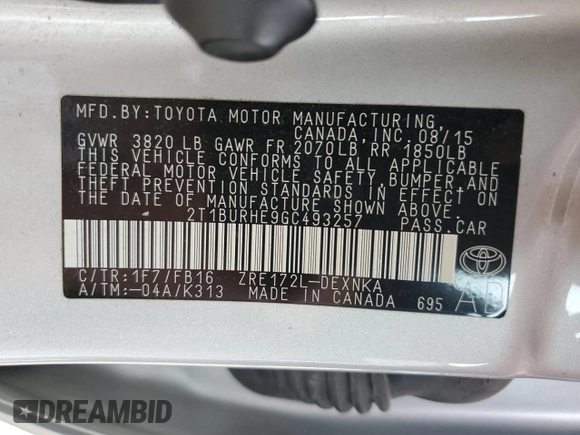 MFD.BY:TOYOTA MOTOR MANUFACTURING,
CANADA, INC. 08/15
GVWR 3820LB GAWR FR 2070LB RR 1850LB
THIS VEHICLE CONFORMS TO ALL APPLICABLE
FEDERAL MOTOR VEHICLE SAFETY, BUMPER, AND
THEFT PREVENTION STANDARDS IN EFFECT ON
THE DATE OF MANUFACTURE SHOWN ABOVE.
2T1BURHE9GC493257 PASS.CAR
C/TR:1F7/FB16 ZRE172L-DEXNKA
A/TM:-04A/K313 MADE IN CANADA 695
AD
DREAMBID